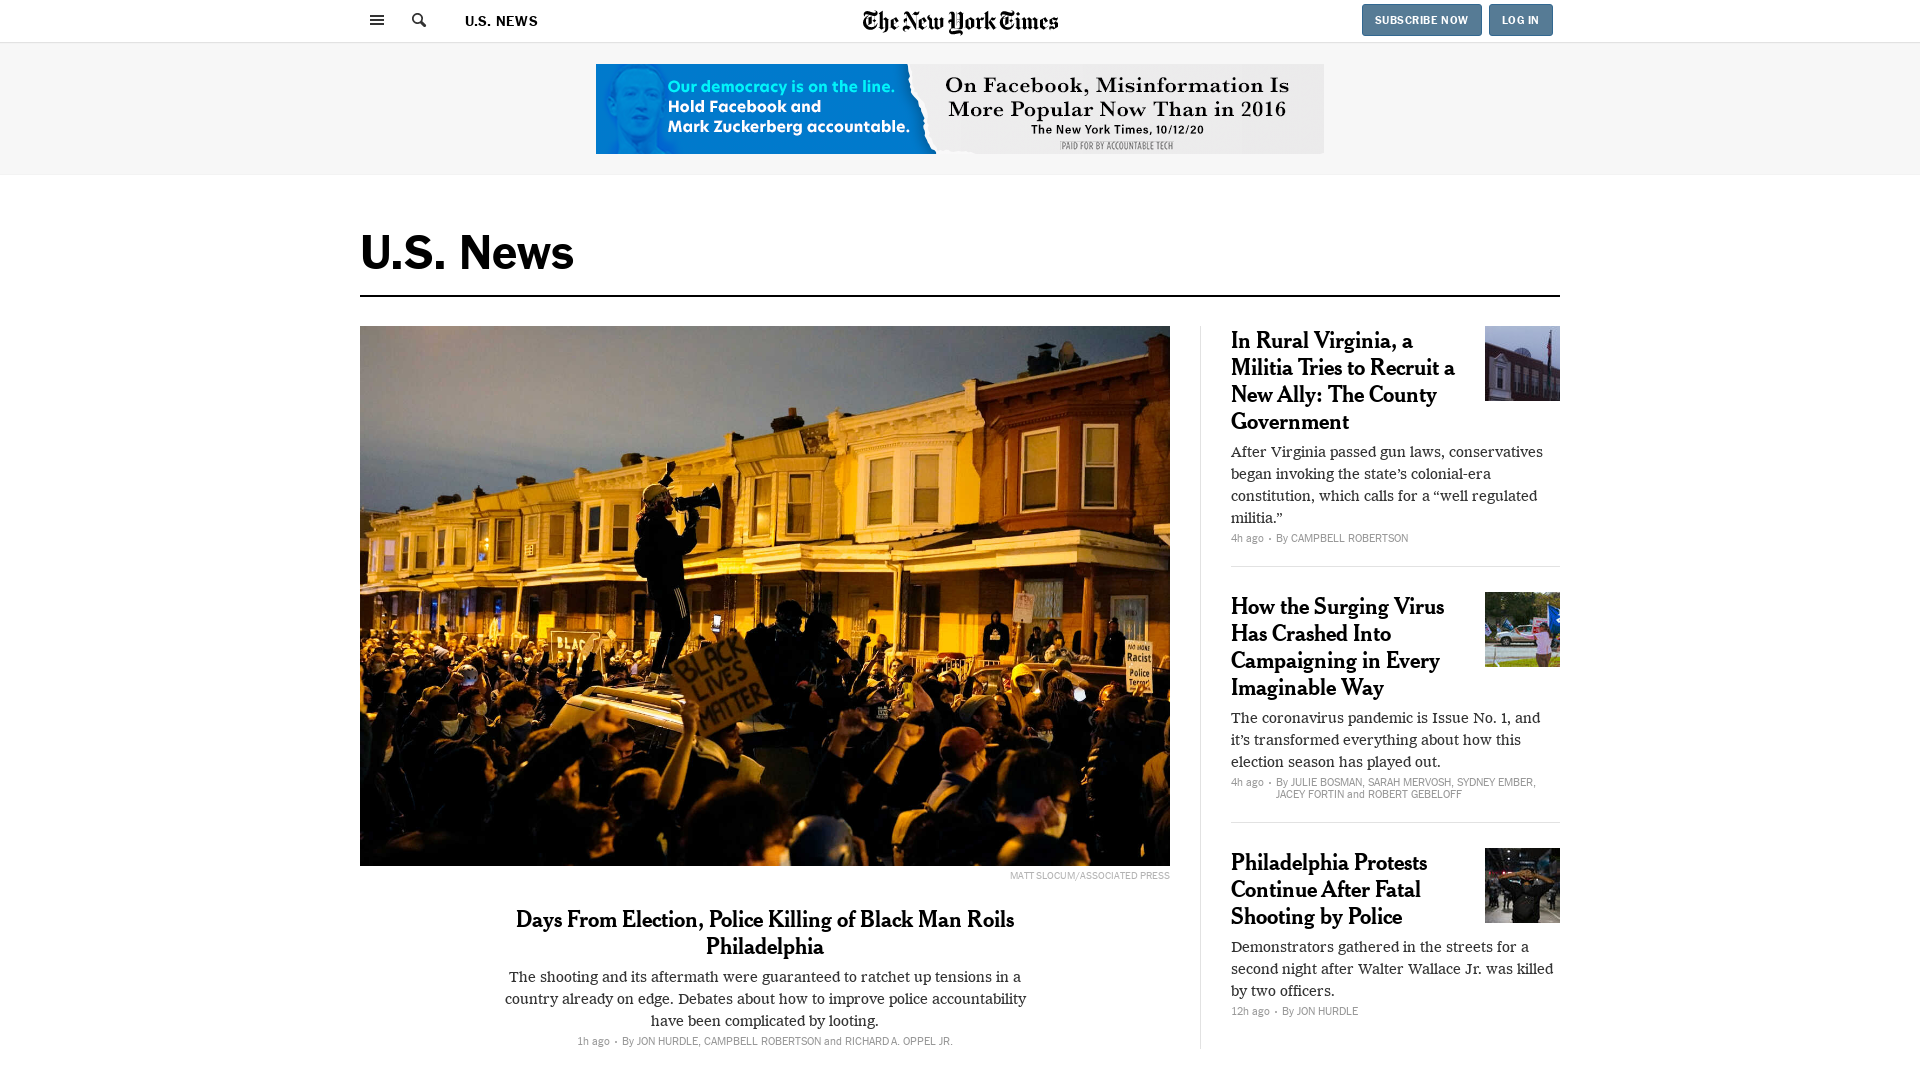 U.S. NEWS
The New York Times
SUBSCRIBE NOW
LOG IN
Our democracy is on the line.
Hold Facebook and
Mark Zuckerberg accountable.
On Facebook, Misinformation Is
More Popular Now Than in 2016
The New York Times, 10/12/20
PAID FOR BY ACCOUNTABLE TECH
U.S. News
BLACK
LIVES
MATTER
Racist
Police
MATT SLOCUM/ASSOCIATED PRESS
Days From Election, Police Killing of Black Man Roils
Philadelphia
The shooting and its aftermath were guaranteed to ratchet up tensions in a
country already on edge. Debates about how to improve police accountability
have been complicated by looting.
1h ago · By JON HURDLE, CAMPBELL ROBERTSON and RICHARD A. OPPEL JR.
In Rural Virginia, a
Militia Tries to Recruit a
New Ally: The County
Government
After Virginia passed gun laws, conservatives
began invoking the state’s colonial-era
constitution, which calls for a “well regulated
militia.”
4h ago · By CAMPBELL ROBERTSON
How the Surging Virus
Has Crashed Into
Campaigning in Every
Imaginable Way
The coronavirus pandemic is Issue No. 1, and
it’s transformed everything about how this
election season has played out.
4h ago · By JULIE BOSMAN, SARAH MERVOSH, SYDNEY EMBER,
JACEY FORTIN and ROBERT GEBELOFF
Philadelphia Protests
Continue After Fatal
Shooting by Police
Demonstrators gathered in the streets for a
second night after Walter Wallace Jr. was killed
by two officers.
12h ago · By JON HURDLE